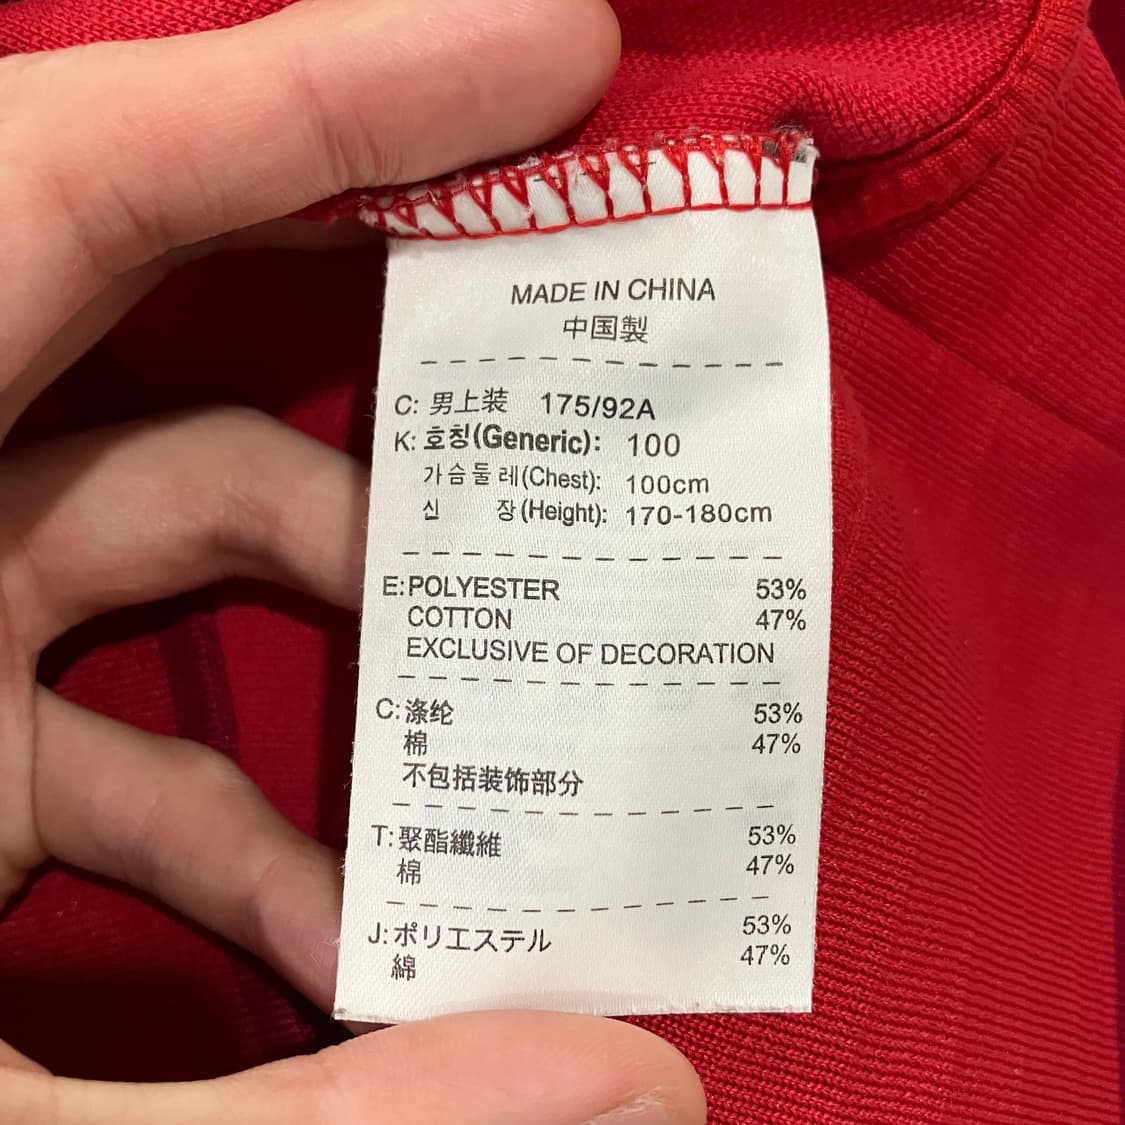 MADE IN CHINA
中国製
C: 男上装 175/92A
K: 호칭(Generic): 100
가슴둘레(Chest): 100cm
신 장(Height): 170-180cm
E: POLYESTER 53%
COTTON 47%
EXCLUSIVE OF DECORATION
C: 涤纶 53%
棉 47%
不包括装饰部分
T: 聚酯纖維 53%
棉 47%
J: ポリエステル 53%
綿 47%